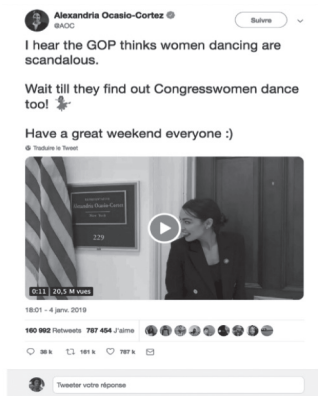 Alexandria Ocasio-Cortez
@AOC
Suivre
I hear the GOP thinks women dancing are
scandalous.
Wait till they find out Congresswomen dance
too!
Have a great weekend everyone :)
Traduire le Tweet
Alexandria Ocasio-Cortez
New York
229
0:11 20,5 M vues
18:01 - 4 janv. 2019
160 992 Retweets 787 454 J'aime
38 k 161 k 787 k
Tweeter votre réponse